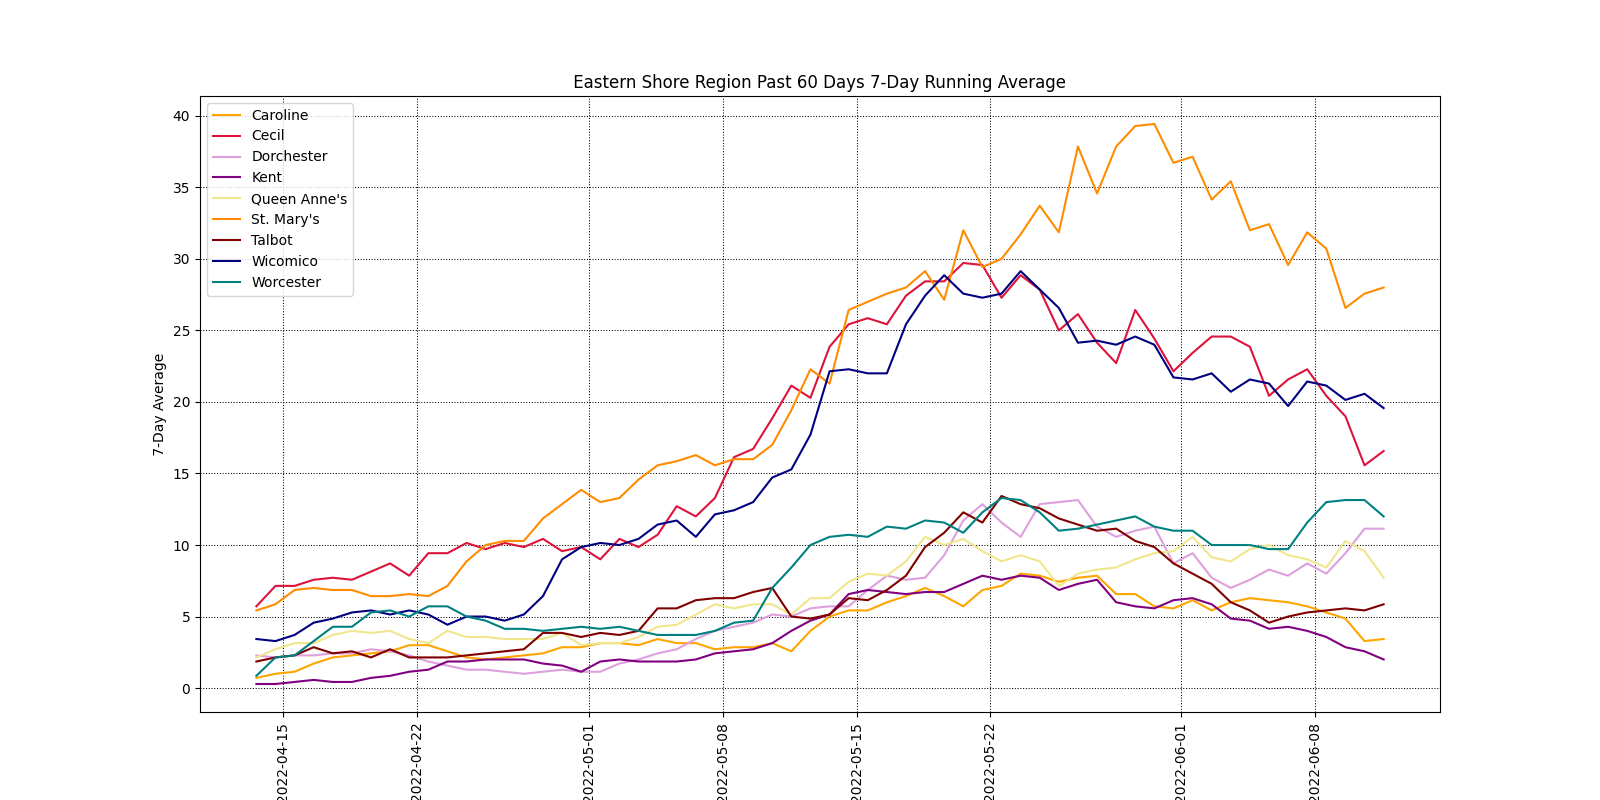 Eastern Shore Region Past 60 Days 7-Day Running Average
7-Day Average
40
35
30
25
20
15
10
5
0
Caroline
Cecil
Dorchester
Kent
Queen Anne's
St. Mary's
Talbot
Wicomico
Worcester
2022-04-15
2022-04-22
2022-05-01
2022-05-08
2022-05-15
2022-05-22
2022-06-01
2022-06-08